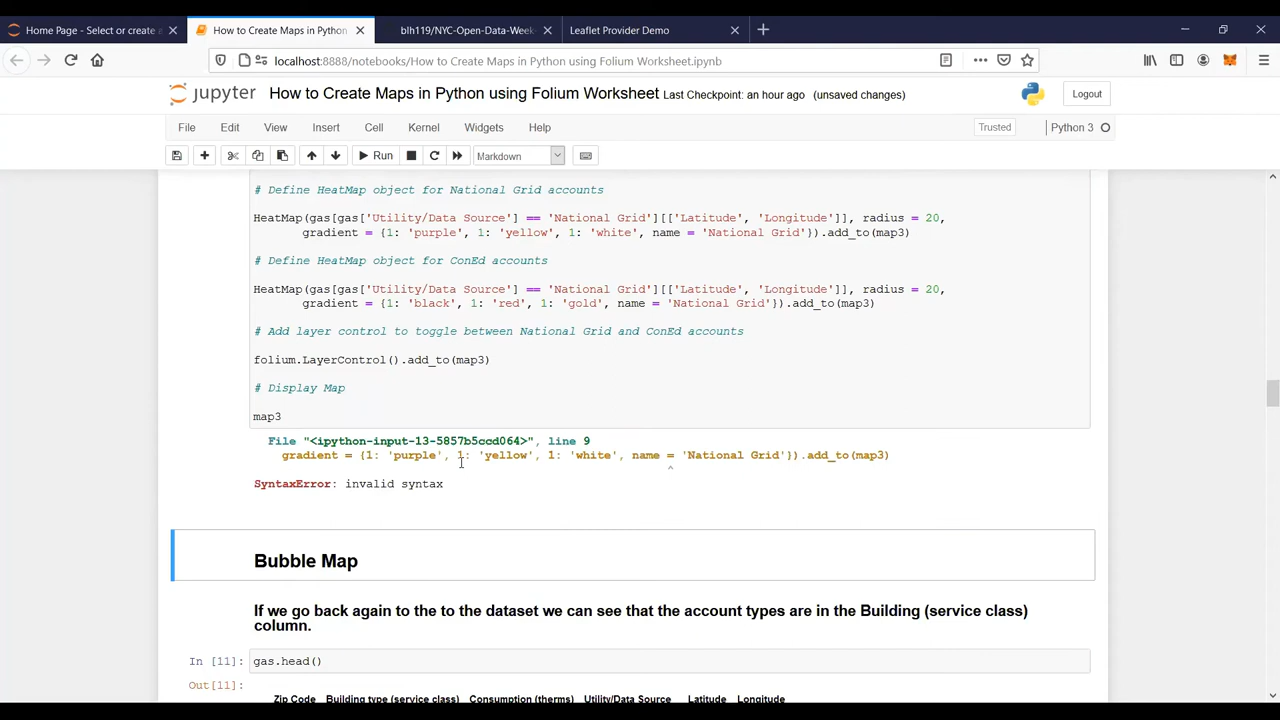 Home Page - Select or create a
How to Create Maps in Python
blh119/NYC-Open-Data-Week-
Leaflet Provider Demo
localhost:8888/notebooks/How to Create Maps in Python using Folium Worksheet.ipynb
jupyter How to Create Maps in Python using Folium Worksheet Last Checkpoint: an hour ago (unsaved changes)
Logout
File Edit View Insert Cell Kernel Widgets Help
Trusted
Python 3
Run
Markdown
# Define HeatMap object for National Grid accounts
HeatMap(gas[gas['Utility/Data Source'] == 'National Grid'][['Latitude', 'Longitude']], radius = 20,
gradient = {1: 'purple', 1: 'yellow', 1: 'white', name = 'National Grid'}).add_to(map3)
# Define HeatMap object for ConEd accounts
HeatMap(gas[gas['Utility/Data Source'] == 'National Grid'][['Latitude', 'Longitude']], radius = 20,
gradient = {1: 'black', 1: 'red', 1: 'gold', name = 'National Grid'}).add_to(map3)
# Add layer control to toggle between National Grid and ConEd accounts
folium.LayerControl().add_to(map3)
# Display Map
map3
File "<ipython-input-13-5857b5ccd064>", line 9
gradient = {1: 'purple', 1: 'yellow', 1: 'white', name = 'National Grid'}).add_to(map3)
^
SyntaxError: invalid syntax
Bubble Map
If we go back again to the to the dataset we can see that the account types are in the Building (service class)
column.
In [11]: gas.head()
Out[11]:
Zip Code Building type (service class) Consumption (therms) Utility/Data Source Latitude Longitude